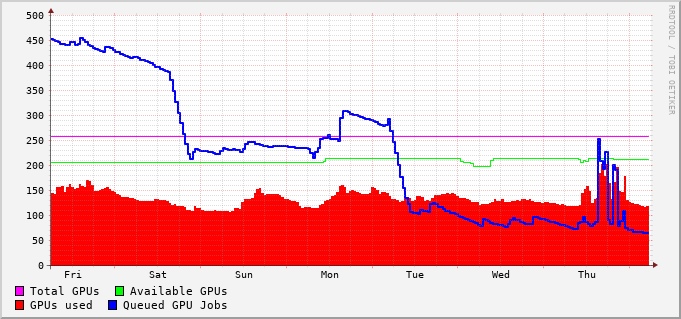 RRDTOOL / TOBI OETIKER
500
450
400
350
300
250
200
150
100
50
0
Fri Sat Sun Mon Tue Wed Thu
Total GPUs Available GPUs
GPUs used Queued GPU Jobs